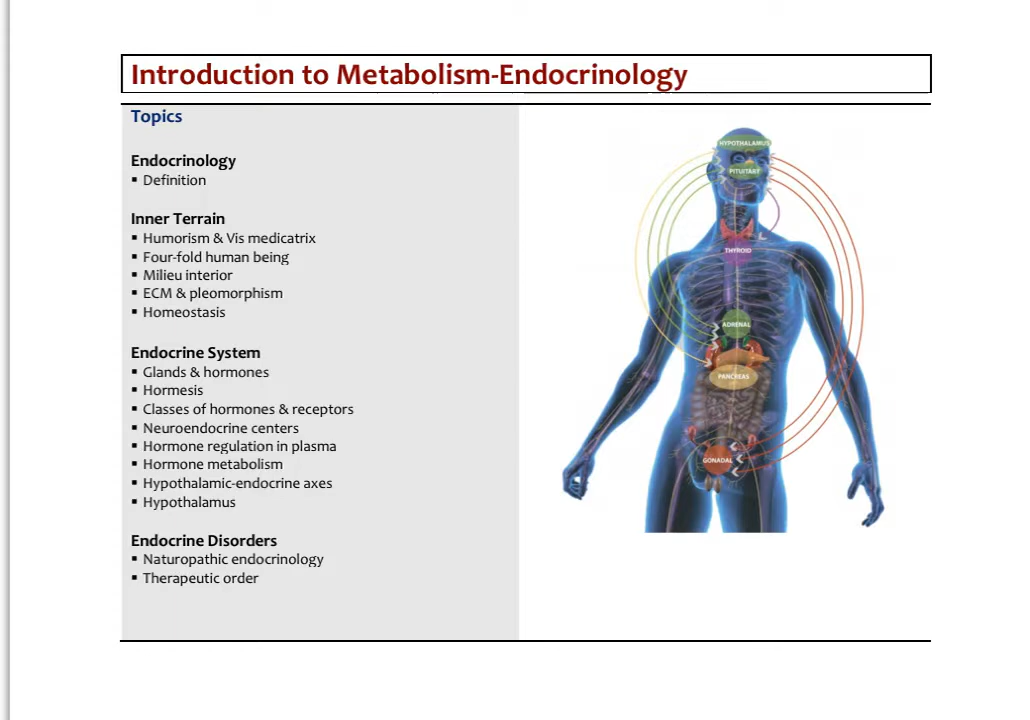 Introduction to Metabolism-Endocrinology
Topics
Endocrinology
▪ Definition
Inner Terrain
▪ Humorism & Vis medicatrix
▪ Four-fold human being
▪ Milieu interior
▪ ECM & pleomorphism
▪ Homeostasis
Endocrine System
▪ Glands & hormones
▪ Hormesis
▪ Classes of hormones & receptors
▪ Neuroendocrine centers
▪ Hormone regulation in plasma
▪ Hormone metabolism
▪ Hypothalamic-endocrine axes
▪ Hypothalamus
Endocrine Disorders
▪ Naturopathic endocrinology
▪ Therapeutic order
HYPOTHALAMUS
PITUITARY
THYROID
ADRENAL
PANCREAS
GONADAL